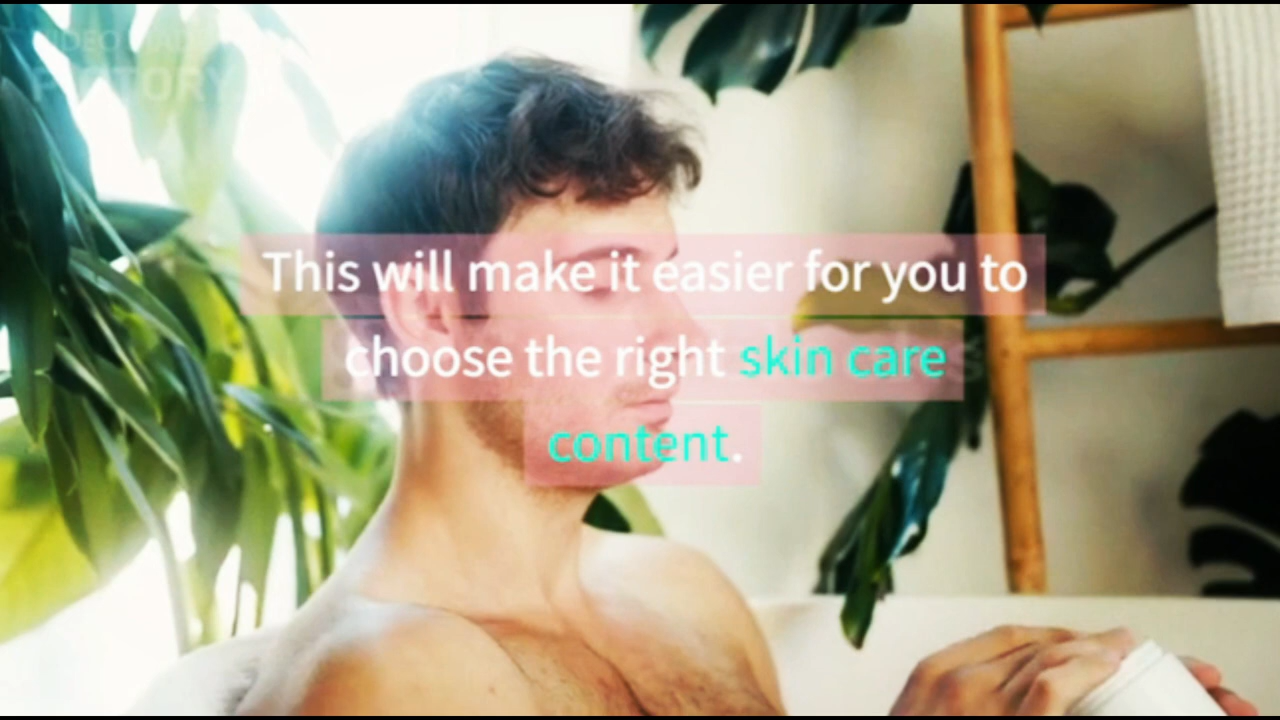 This will make it easier for you to
choose the right skin care
content.